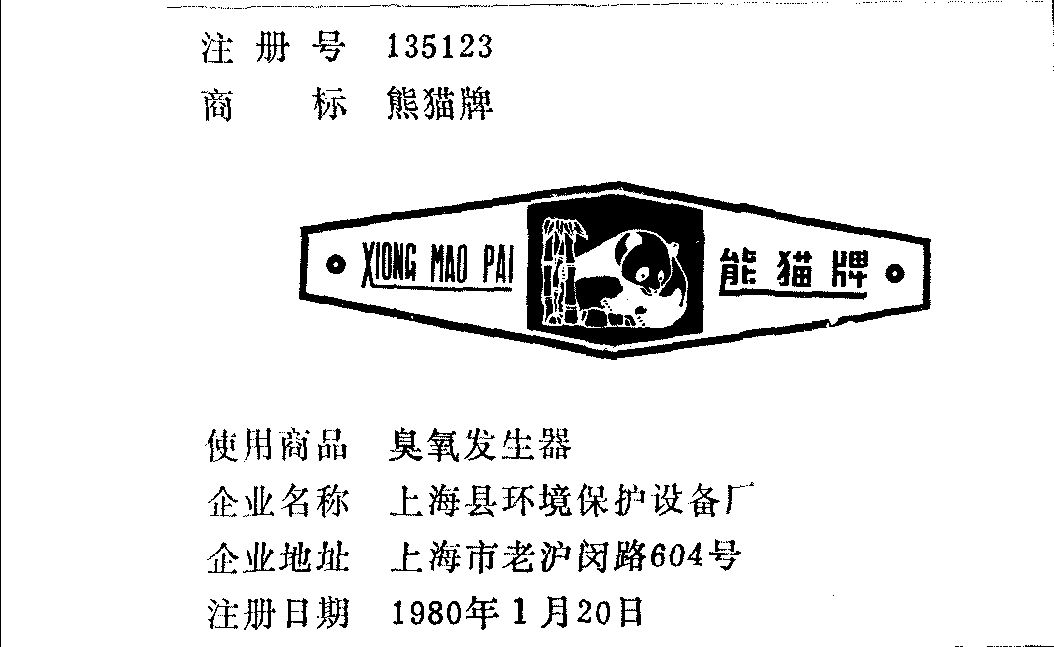 注册号 135123
商标 熊猫牌
XIONG MAO PAI 熊猫牌
使用商品 臭氧发生器
企业名称 上海县环境保护设备厂
企业地址 上海市老沪闵路604号
注册日期 1980年1月20日